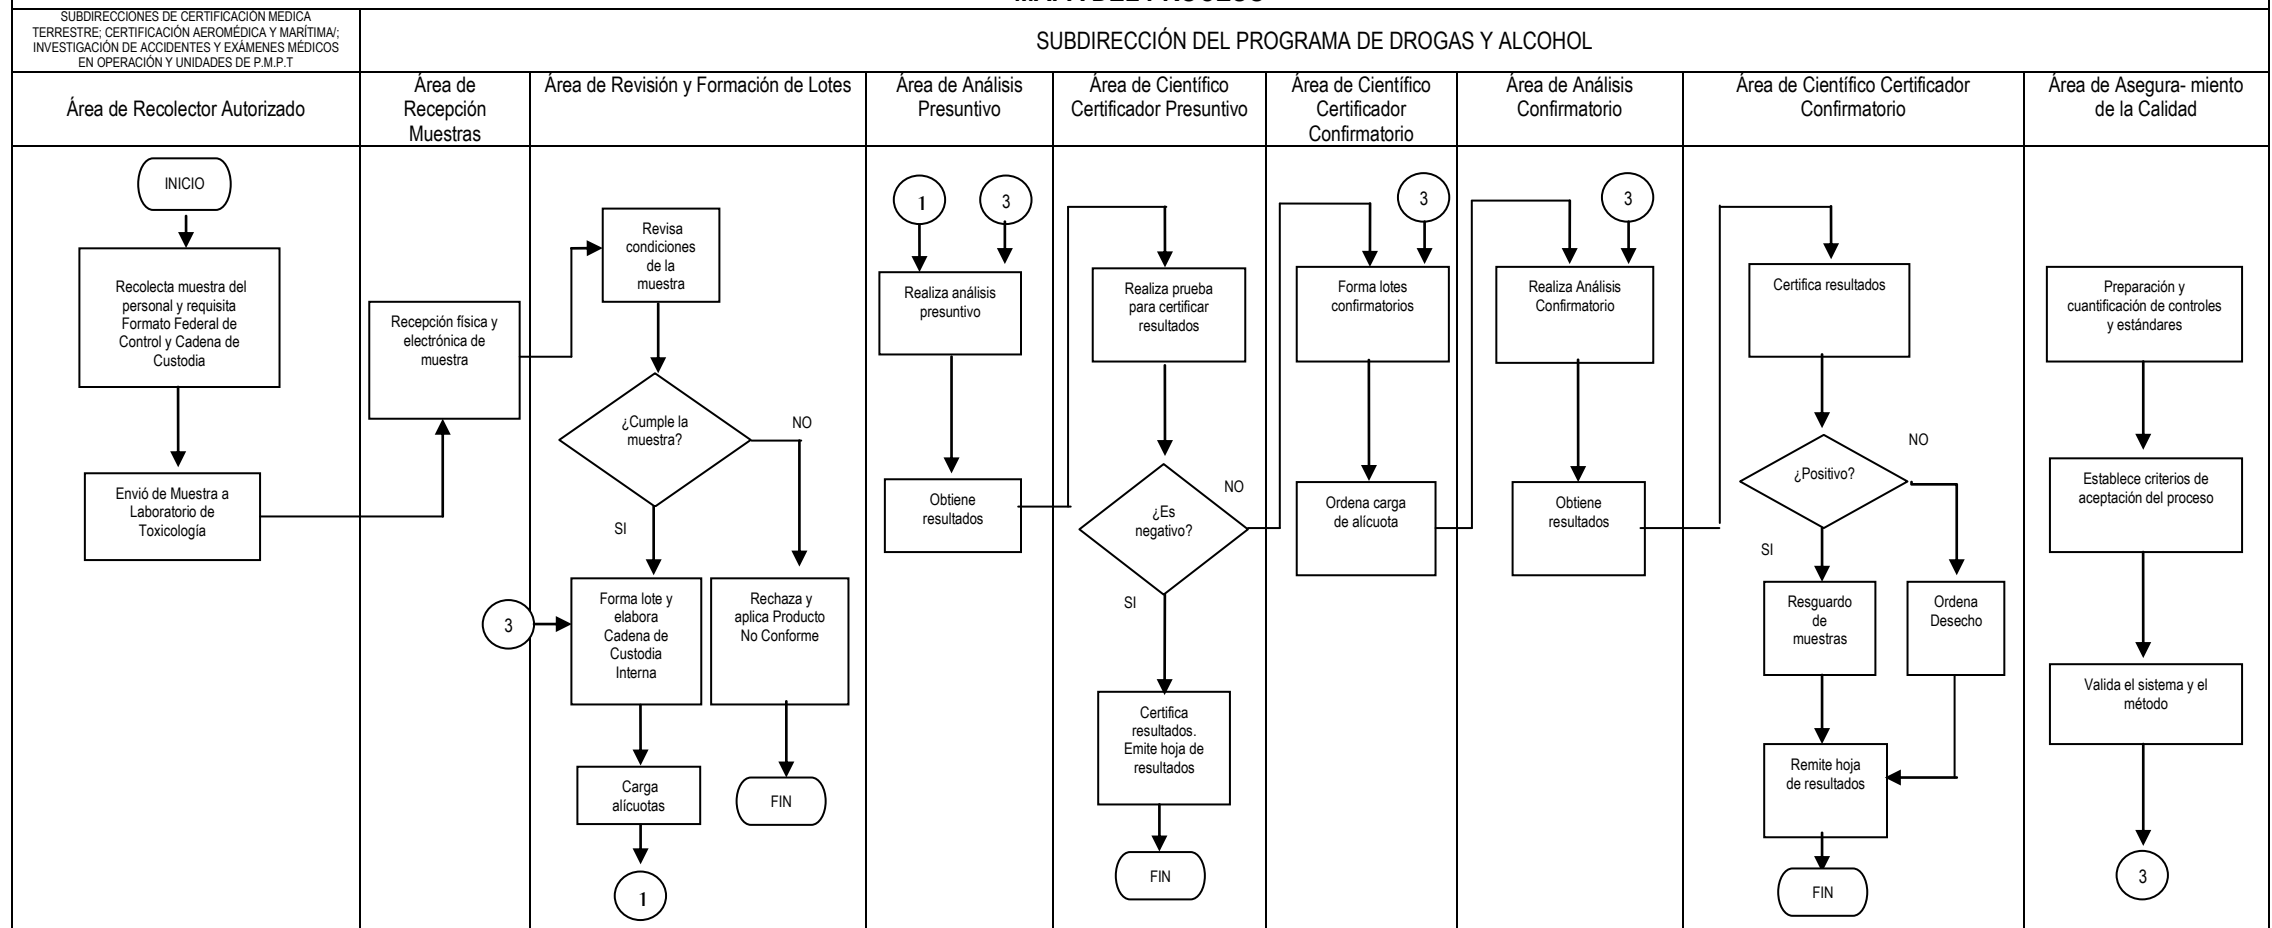 SUBDIRECCIONES DE CERTIFICACIÓN MEDICA
TERRESTRE; CERTIFICACIÓN AEROMÉDICA Y MARÍTIMA/;
INVESTIGACIÓN DE ACCIDENTES Y EXÁMENES MÉDICOS
EN OPERACIÓN Y UNIDADES DE P.M.P.T
SUBDIRECCIÓN DEL PROGRAMA DE DROGAS Y ALCOHOL
Área de Recolector Autorizado
Área de
Recepción
Muestras
Área de Revisión y Formación de Lotes
Área de Análisis
Presuntivo
Área de Científico
Certificador Presuntivo
Área de Científico
Certificador
Confirmatorio
Área de Análisis
Confirmatorio
Área de Científico Certificador
Confirmatorio
Área de Asegura- miento
de la Calidad
INICIO
Recolecta muestra del
personal y requisita
Formato Federal de
Control y Cadena de
Custodia
Envió de Muestra a
Laboratorio de
Toxicología
Recepción física y
electrónica de
muestra
Revisa
condiciones
de la
muestra
¿Cumple la
muestra?
NO
SI
3
Forma lote y
elabora
Cadena de
Custodia
Interna
Rechaza y
aplica Producto
No Conforme
Carga
alícuotas
FIN
1
1
3
Realiza análisis
presuntivo
Obtiene
resultados
Realiza prueba
para certificar
resultados
¿Es
negativo?
NO
SI
Certifica
resultados.
Emite hoja de
resultados
FIN
3
Forma lotes
confirmatorios
Ordena carga
de alícuota
3
Realiza Análisis
Confirmatorio
Obtiene
resultados
Certifica resultados
¿Positivo?
NO
SI
Resguardo
de
muestras
Ordena
Desecho
Remite hoja
de resultados
FIN
Preparación y
cuantificación de controles
y estándares
Establece criterios de
aceptación del proceso
Valida el sistema y el
método
3